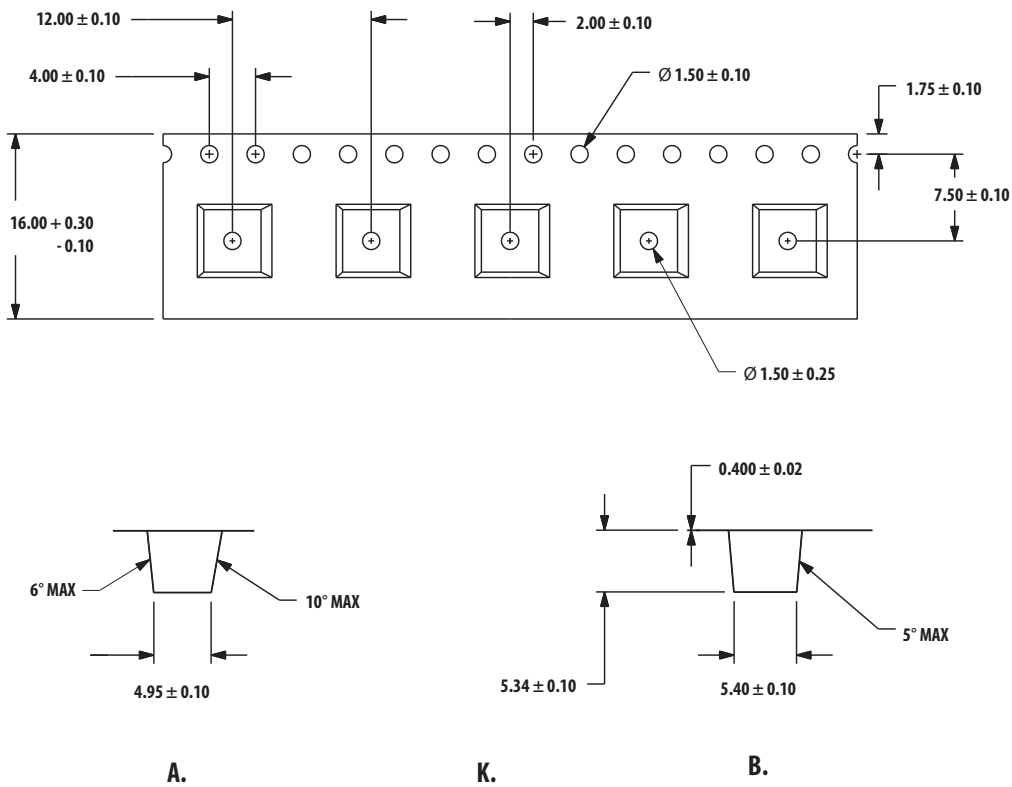 12.00 ± 0.10
2.00 ± 0.10
4.00 ± 0.10
Ø 1.50 ± 0.10
1.75 ± 0.10
7.50 ± 0.10
16.00 + 0.30
- 0.10
Ø 1.50 ± 0.25
0.400 ± 0.02
6° MAX
10° MAX
5° MAX
4.95 ± 0.10
5.34 ± 0.10
5.40 ± 0.10
A.
K.
B.